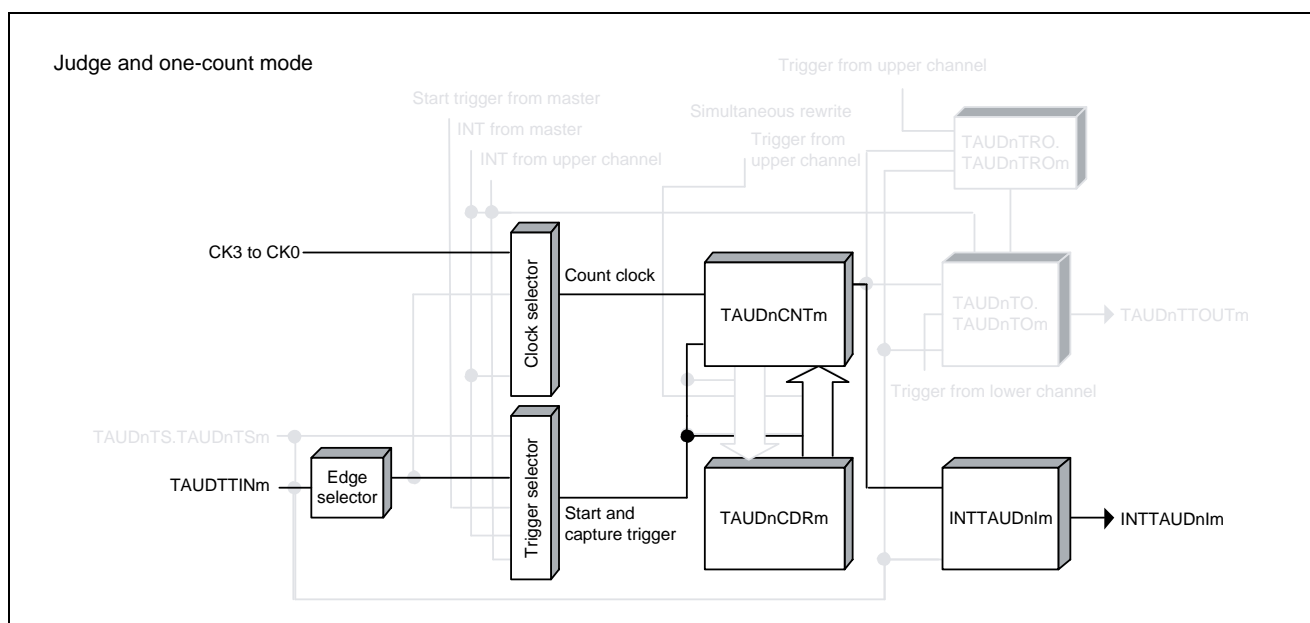 Judge and one-count mode
Trigger from upper channel
Start trigger from master
Simultaneous rewrite
INT from master
Trigger from
upper channel
INT from upper channel
TAUDnTRO.
TAUDnTROm
CK3 to CK0
Clock selector
Count clock
TAUDnCNTm
TAUDnTO.
TAUDnTOm
TAUDnTTOUTm
Trigger from lower channel
TAUDnTS.TAUDnTSm
TAUDTTINm
Edge
selector
Trigger selector
Start and
capture trigger
TAUDnCDRm
INTTAUDnIm
INTTAUDnIm